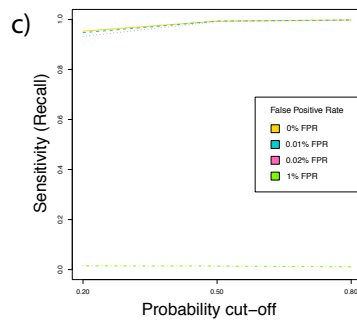 c)
Sensitivity (Recall)
1.0
0.8
0.6
0.4
0.2
0.0
False Positive Rate
0% FPR
0.01% FPR
0.02% FPR
1% FPR
0.20
0.50
0.80
Probability cut−off